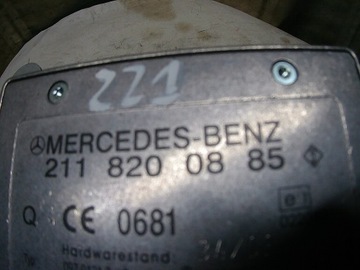 221
MERCEDES-BENZ
211 820 08 85
Q CE 0681
Hardwarestand: